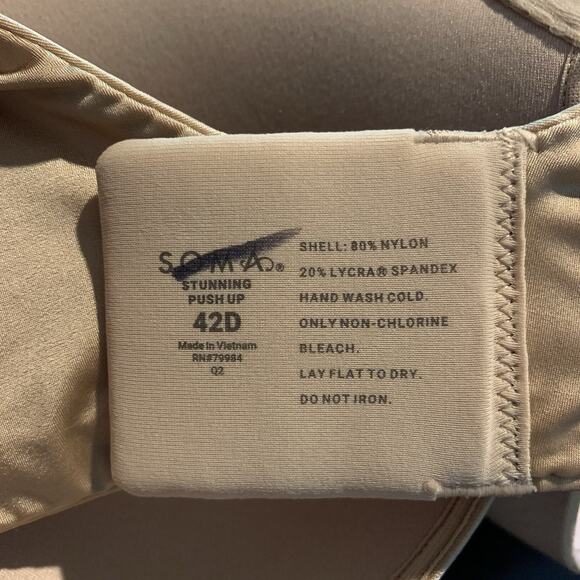 SOMA®
STUNNING
PUSH UP
42D
Made in Vietnam
RN#79984
Q2
SHELL: 80% NYLON
20% LYCRA® SPANDEX
HAND WASH COLD.
ONLY NON-CHLORINE
BLEACH.
LAY FLAT TO DRY.
DO NOT IRON.